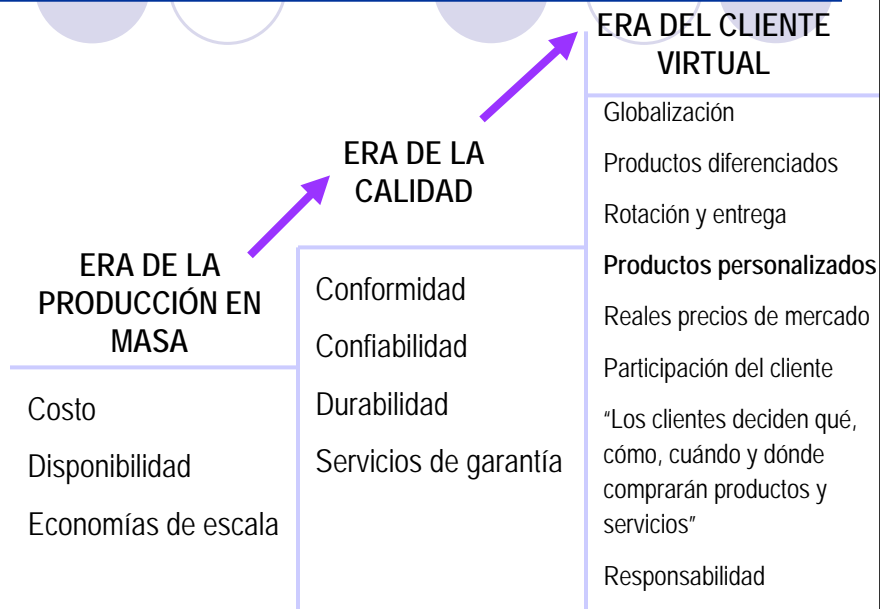 ERA DE LA
PRODUCCIÓN EN
MASA
Costo
Disponibilidad
Economías de escala
ERA DE LA
CALIDAD
Conformidad
Confiabilidad
Durabilidad
Servicios de garantía
ERA DEL CLIENTE
VIRTUAL
Globalización
Productos diferenciados
Rotación y entrega
Productos personalizados
Reales precios de mercado
Participación del cliente
“Los clientes deciden qué,
cómo, cuándo y dónde
comprarán productos y
servicios”
Responsabilidad